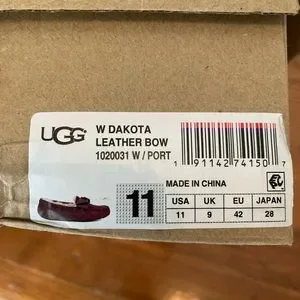 UGG
W DAKOTA
LEATHER BOW
1020031 W / PORT
1 91142 74150 7
11
MADE IN CHINA
USA UK EU JAPAN
11 9 42 28